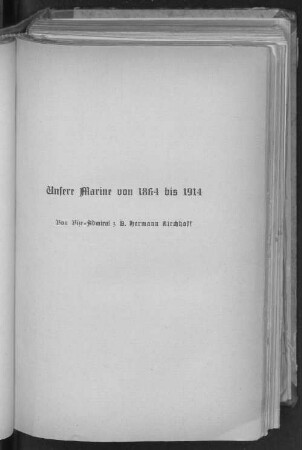 Unsere Marine von 1864 bis 1914
Von Vize-Admiral z. D. Hermann Kirchhoff